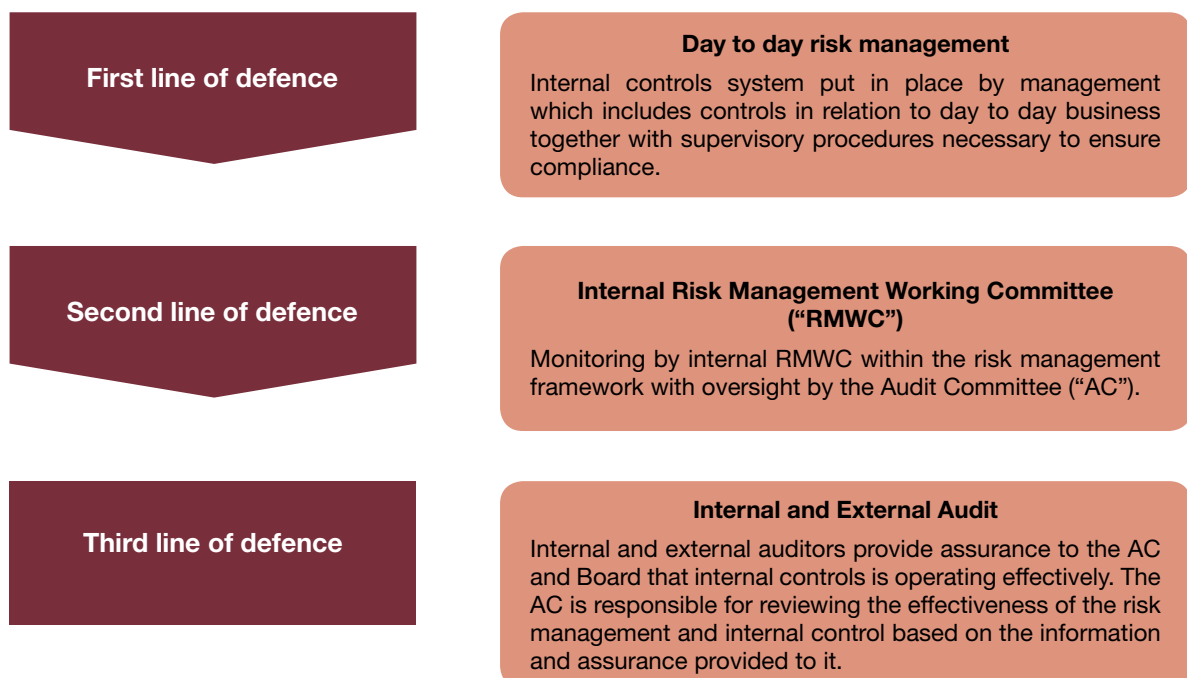 First line of defence
Day to day risk management
Internal controls system put in place by management
which includes controls in relation to day to day business
together with supervisory procedures necessary to ensure
compliance.
Second line of defence
Internal Risk Management Working Committee
(“RMWC”)
Monitoring by internal RMWC within the risk management
framework with oversight by the Audit Committee (“AC”).
Third line of defence
Internal and External Audit
Internal and external auditors provide assurance to the AC
and Board that internal controls is operating effectively. The
AC is responsible for reviewing the effectiveness of the risk
management and internal control based on the information
and assurance provided to it.